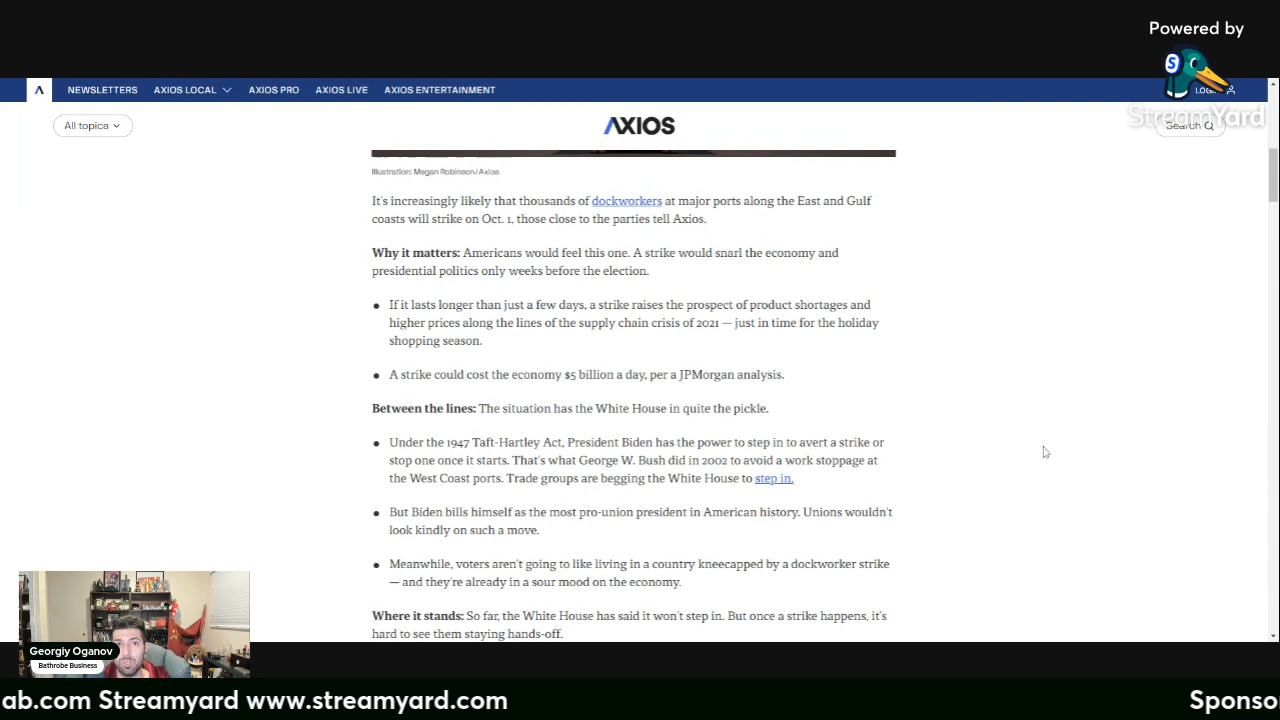 Powered by
S
StreamYard
NEWSLETTERS AXIOS LOCAL AXIOS PRO AXIOS LIVE AXIOS ENTERTAINMENT
All topics
AXIOS
Search
Illustration: Megan Robinson/Axios
It's increasingly likely that thousands of dockworkers at major ports along the East and Gulf
coasts will strike on Oct. 1, those close to the parties tell Axios.
Why it matters: Americans would feel this one. A strike would snarl the economy and
presidential politics only weeks before the election.
• If it lasts longer than just a few days, a strike raises the prospect of product shortages and
higher prices along the lines of the supply chain crisis of 2021 — just in time for the holiday
shopping season.
• A strike could cost the economy $5 billion a day, per a JPMorgan analysis.
Between the lines: The situation has the White House in quite the pickle.
• Under the 1947 Taft-Hartley Act, President Biden has the power to step in to avert a strike or
stop one once it starts. That's what George W. Bush did in 2002 to avoid a work stoppage at
the West Coast ports. Trade groups are begging the White House to step in.
• But Biden bills himself as the most pro-union president in American history. Unions wouldn't
look kindly on such a move.
• Meanwhile, voters aren't going to like living in a country kneecapped by a dockworker strike
— and they're already in a sour mood on the economy.
Where it stands: So far, the White House has said it won't step in. But once a strike happens, it's
hard to see them staying hands-off.
Georgiy Oganov
Bathrobe Business
ab.com Streamyard www.streamyard.com Sponso